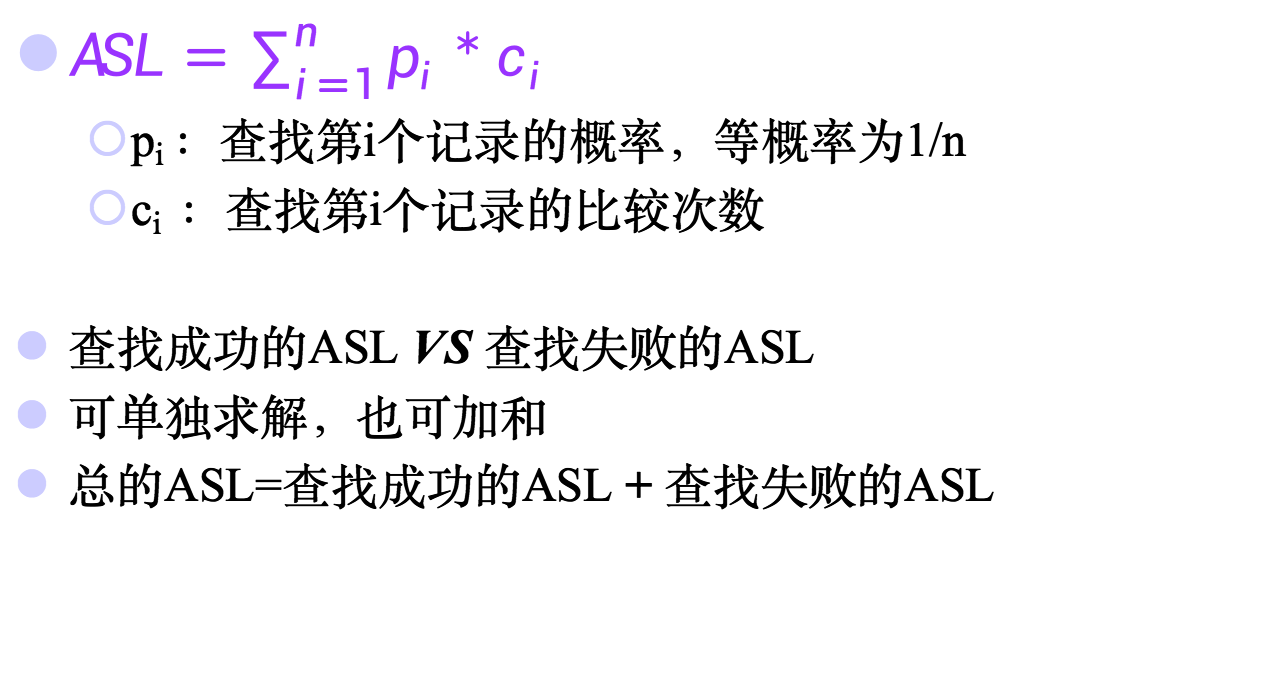 ASL = ∑ⁿᵢ₌₁ pᵢ * cᵢ
pᵢ： 查找第i个记录的概率，等概率为1/n
cᵢ ： 查找第i个记录的比较次数
查找成功的ASL VS 查找失败的ASL
可单独求解，也可加和
总的ASL=查找成功的ASL + 查找失败的ASL